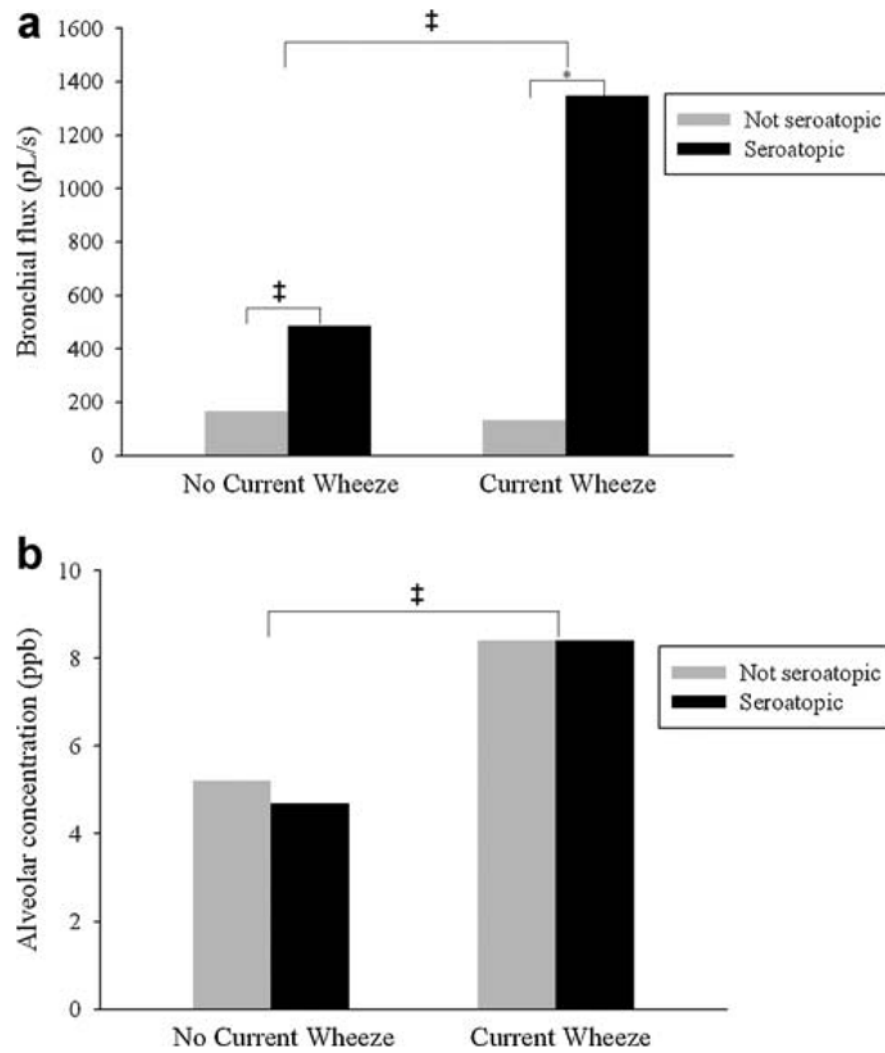 a
Bronchial flux (pL/s)
1600
1400
1200
1000
800
600
400
200
0
‡
‡
*
Not seroatopic
Seroatopic
No Current Wheeze
Current Wheeze
b
Alveolar concentration (ppb)
10
8
6
4
2
0
‡
Not seroatopic
Seroatopic
No Current Wheeze
Current Wheeze